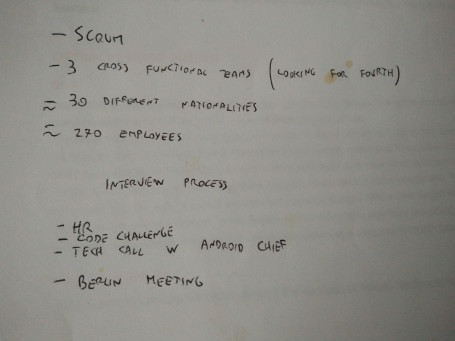 - SCRUM
- 3 CROSS FUNCTIONAL TEAMS (LOOKING FOR FOURTH)
≈ 30 DIFFERENT NATIONALITIES
≈ 270 EMPLOYEES
INTERVIEW PROCESS
- HR
- CODE CHALLENGE
- TECH CALL W ANDROID CHIEF
- BERLIN MEETING